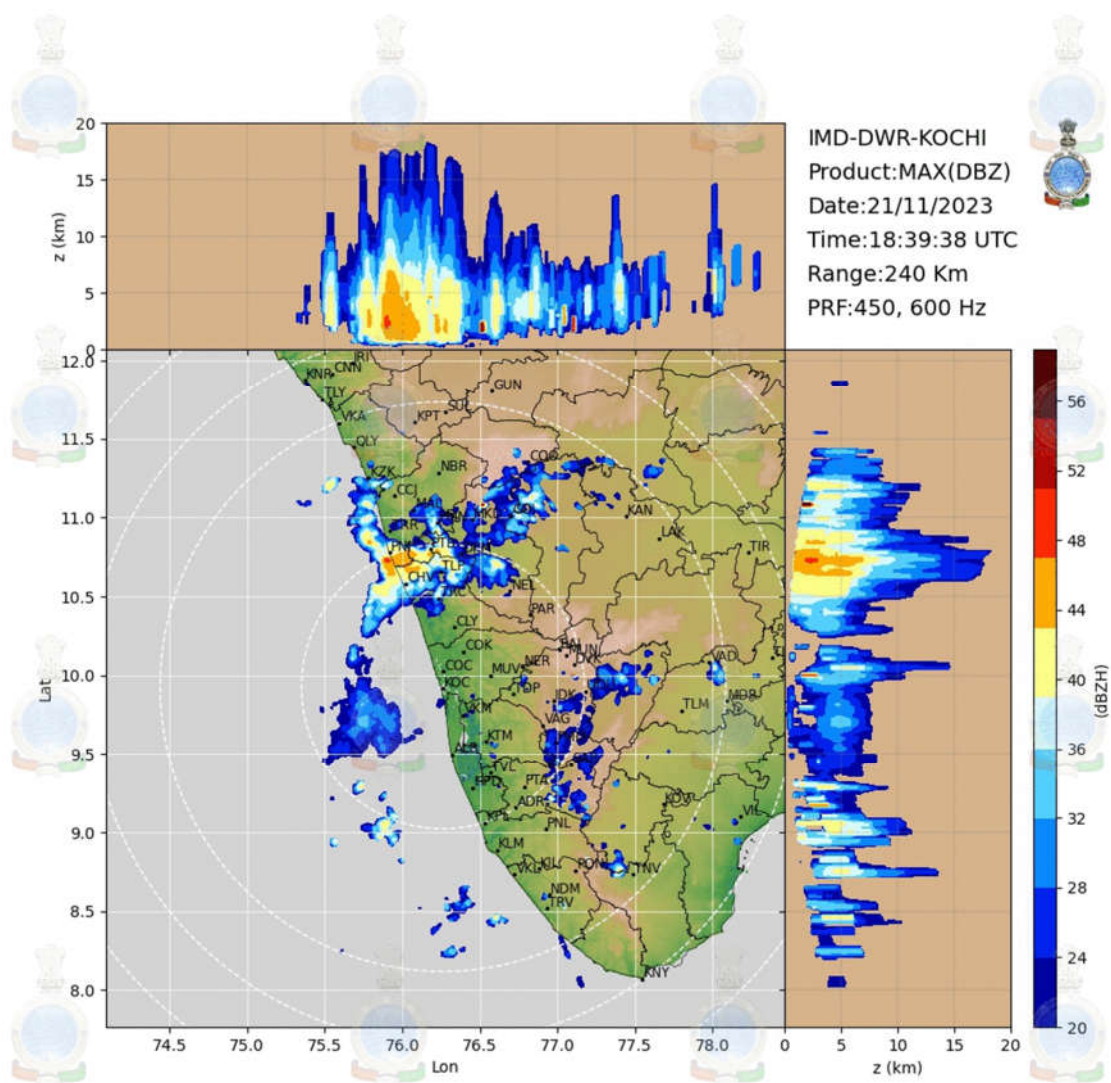 IMD-DWR-KOCHI
Product:MAX(DBZ)
Date:21/11/2023
Time:18:39:38 UTC
Range:240 Km
PRF:450, 600 Hz
20
15
10
5
0
z (km)
12.0
11.5
11.0
10.5
10.0
9.5
9.0
8.5
8.0
Lat
IRI
KNR
CNN
TLY
GUN
VKA
KPT
SUL
QLY
COO
KZK
NBR
CCJ
KAN
LAK
TIR
CHV
NEL
PAR
CLY
COK
COC
MUV
NER
VAD
KOC
TDP
IDK
MDR
VKM
TLM
VAG
KTM
TVL
PTA
ADR
PNL
VIL
KLM
VKL
KIL
PON
TNV
NDM
TRV
KNY
74.5 75.0 75.5 76.0 76.5 77.0 77.5 78.0
Lon
0 5 10 15 20
z (km)
56
52
48
44
40
36
32
28
24
20
(dBZH)